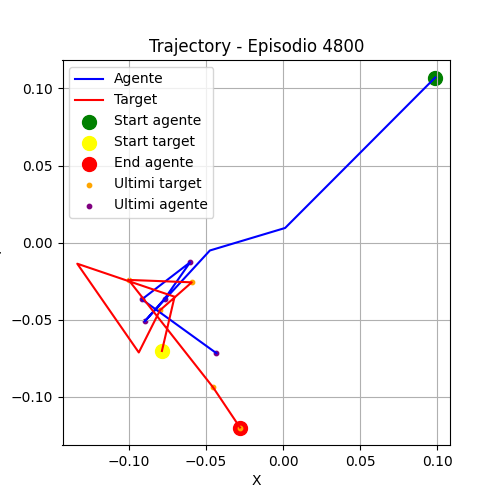 Trajectory - Episodio 4800
Agente
Target
Start agente
Start target
End agente
Ultimi target
Ultimi agente
0.10
0.05
0.00
−0.05
−0.10
−0.10
−0.05
0.00
0.05
0.10
X